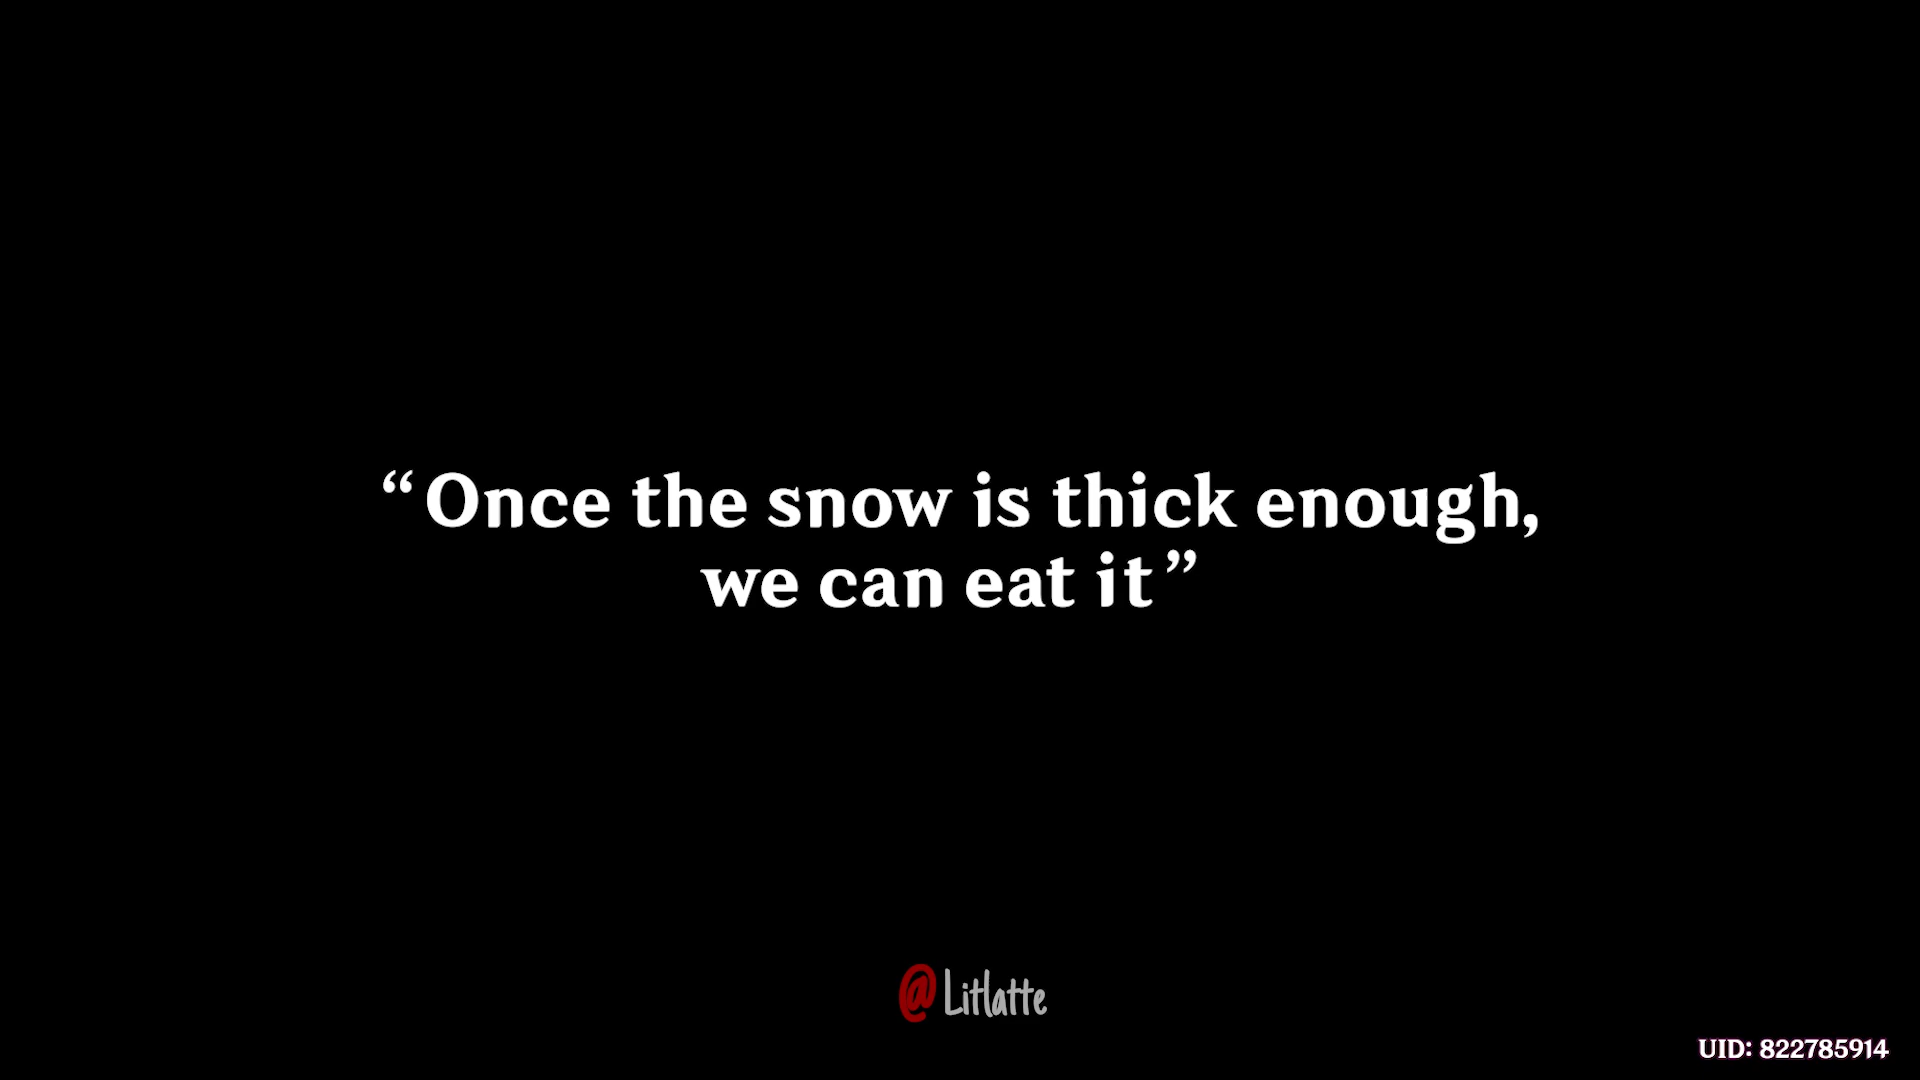 “Once the snow is thick enough,
we can eat it”
@Litlatte
UID: 822785914